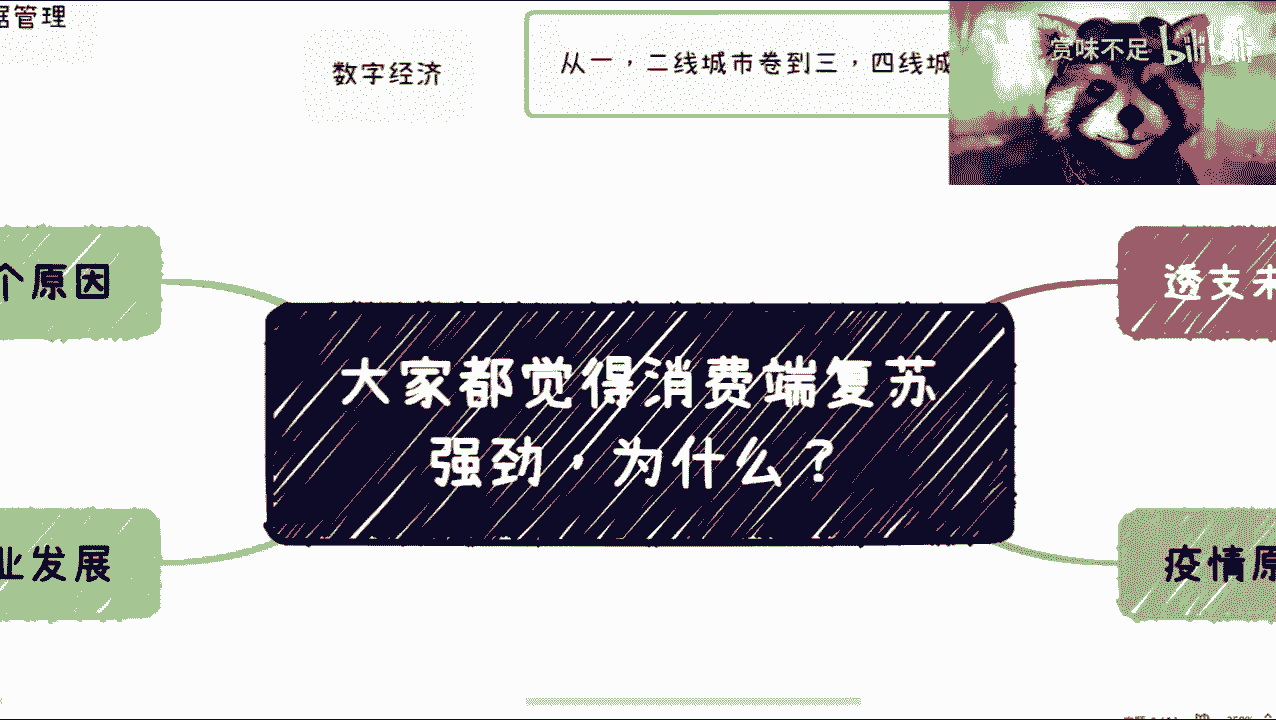 据管理
数字经济
从一，二线城市卷到三，四线城
赏味不足 bilibili
个原因
透支未
大家都觉得消费端复苏
强劲，为什么？
业发展
疫情原